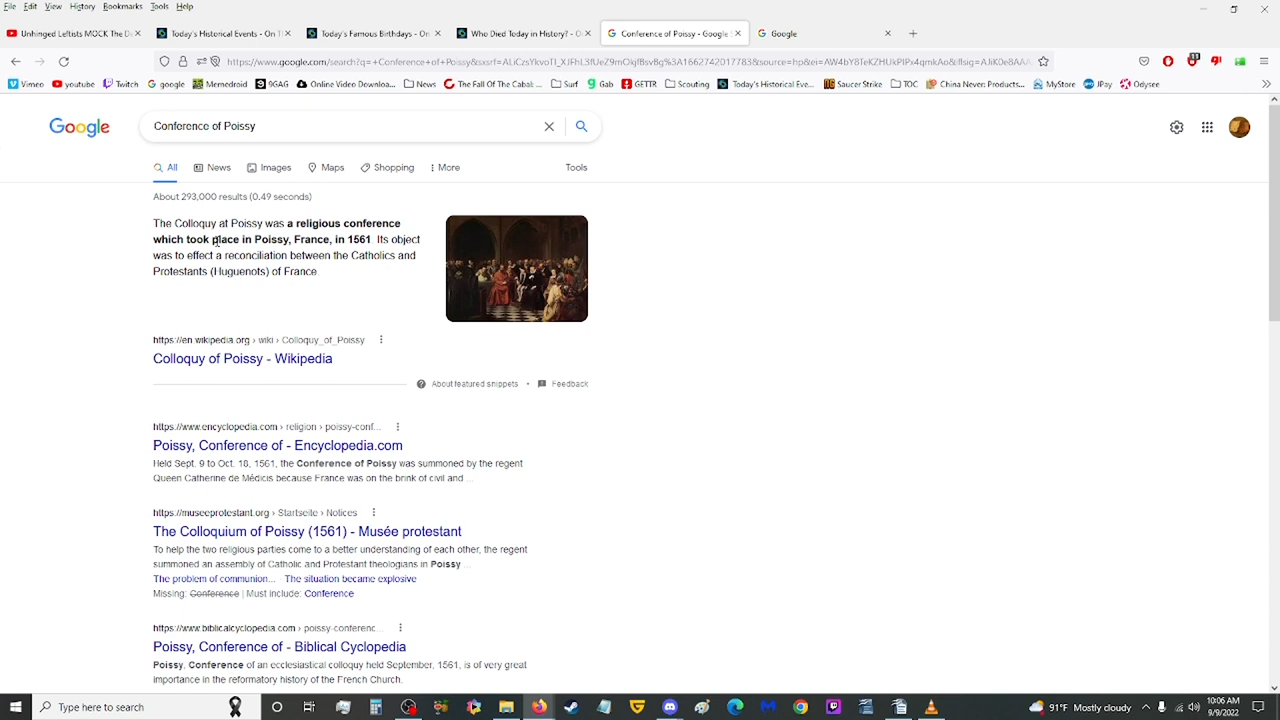 File Edit View History Bookmarks Tools Help
Unhinged Leftists MOCK The D
Today's Historical Events - On T
Today's Famous Birthdays - On
Who Died Today in History? - O
Conference of Poissy - Google S
Google
Vimeo youtube Twitch google Memedroid 9GAG Online Video Downloa... News The Fall Of The Cabal: ... Surf Gab GETTR Scouting Today's Historical Eve... Saucer Strike TOC China Never: Product... MyStore JPay Odysee
Google
Conference of Poissy
All News Images Maps Shopping More Tools
About 293,000 results (0.49 seconds)
The Colloquy at Poissy was a religious conference
which took place in Poissy, France, in 1561. Its object
was to effect a reconciliation between the Catholics and
Protestants (Huguenots) of France.
https://en.wikipedia.org › wiki › Colloquy_of_Poissy
Colloquy of Poissy - Wikipedia
About featured snippets • Feedback
https://www.encyclopedia.com › religion › poissy-conf...
Poissy, Conference of - Encyclopedia.com
Held Sept. 9 to Oct. 18, 1561, the Conference of Poissy was summoned by the regent
Queen Catherine de Médicis because France was on the brink of civil and ...
https://museeprotestant.org › Startseite › Notices
The Colloquium of Poissy (1561) - Musée protestant
To help the two religious parties come to a better understanding of each other, the regent
summoned an assembly of Catholic and Protestant theologians in Poissy ...
The problem of communion... The situation became explosive
Missing: Conference | Must include: Conference
https://www.biblicalcyclopedia.com › poissy-conferenc...
Poissy, Conference of - Biblical Cyclopedia
Poissy, Conference of an ecclesiastical colloquy held September, 1561, is of very great
importance in the reformatory history of the French Church.
Type here to search
91°F Mostly cloudy
10:06 AM
9/9/2022